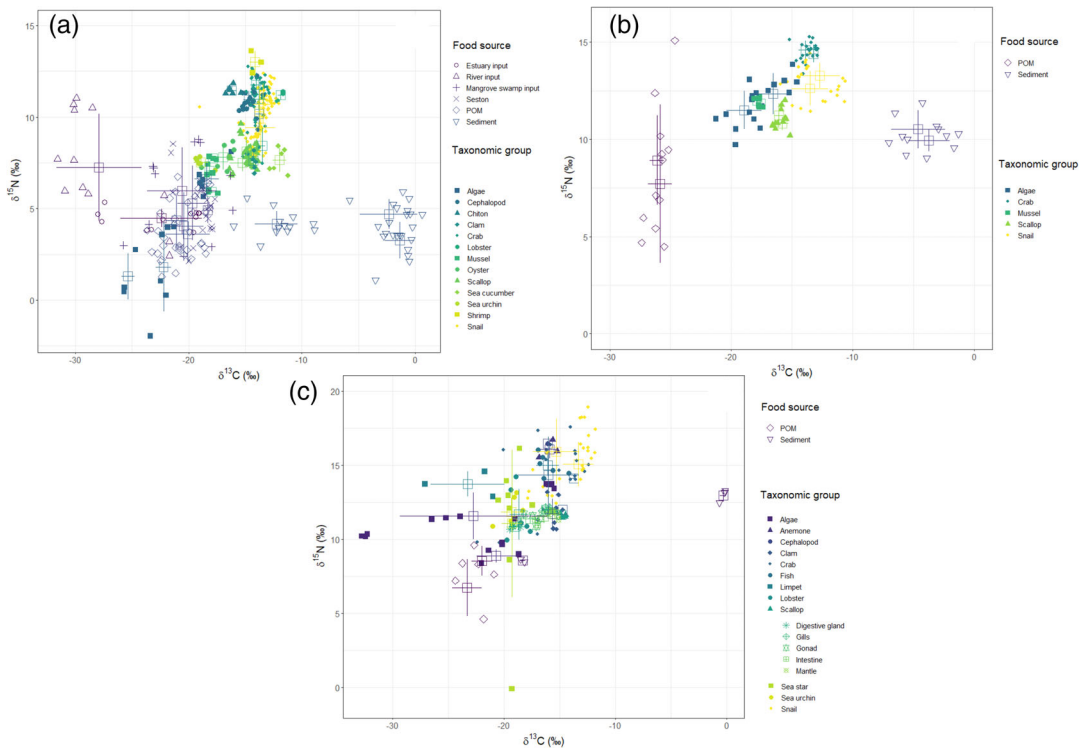 (a)
15
10
5
0
δ15N (‰)
-30
-20
-10
0
δ13C (‰)
Food source
Estuary input
River input
Mangrove swamp input
Seston
POM
Sediment
Taxonomic group
Algae
Cephalopod
Chiton
Clam
Crab
Lobster
Mussel
Oyster
Scallop
Sea cucumber
Sea urchin
Shrimp
Snail
(b)
15
10
5
0
δ15N (‰)
-30
-20
-10
0
δ13C (‰)
Food source
POM
Sediment
Taxonomic group
Algae
Crab
Mussel
Scallop
Snail
(c)
20
15
10
5
0
δ15N (‰)
-30
-20
-10
0
δ13C (‰)
Food source
POM
Sediment
Taxonomic group
Algae
Anemone
Cephalopod
Clam
Crab
Fish
Limpet
Lobster
Scallop
Digestive gland
Gills
Gonad
Intestine
Mantle
Sea star
Sea urchin
Snail